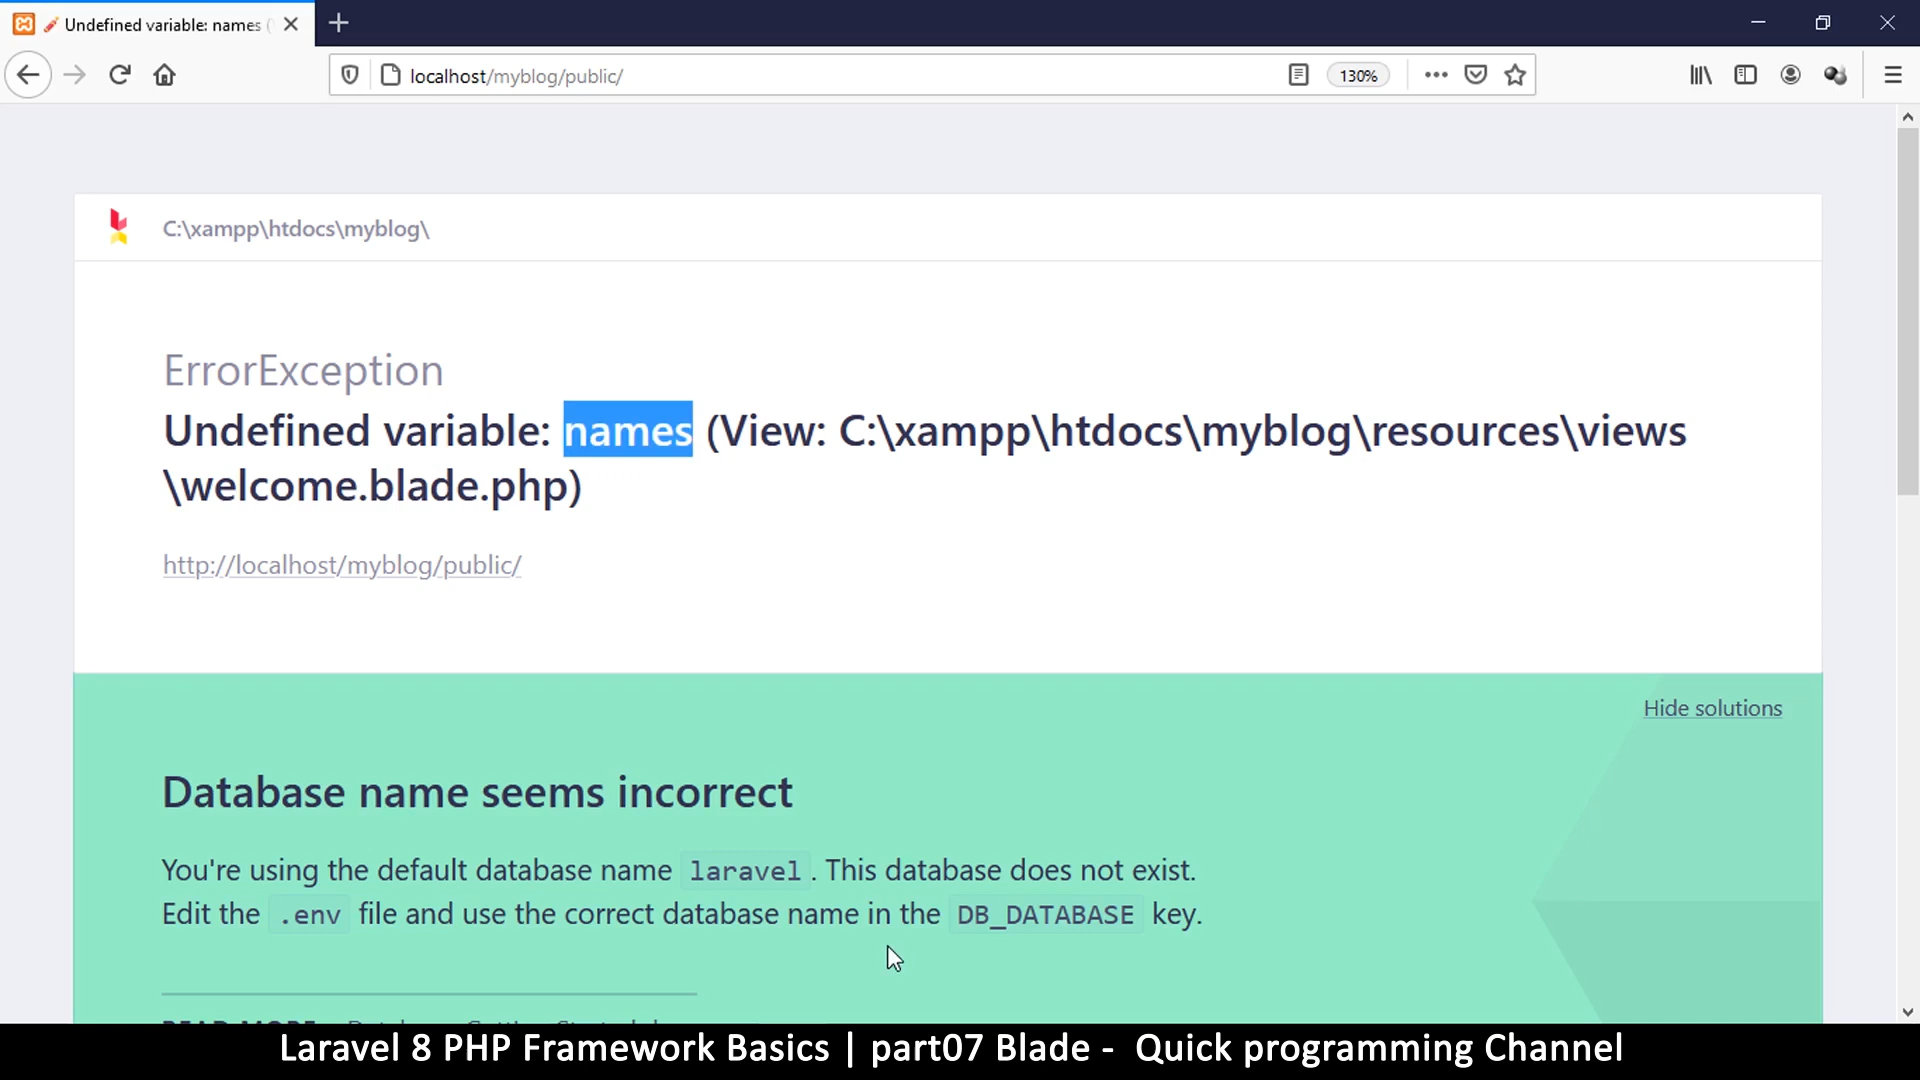 Undefined variable: names (
localhost/myblog/public/
130%
C:\xampp\htdocs\myblog\
ErrorException
Undefined variable: names (View: C:\xampp\htdocs\myblog\resources\views
\welcome.blade.php)
http://localhost/myblog/public/
Hide solutions
Database name seems incorrect
You're using the default database name laravel. This database does not exist.
Edit the .env file and use the correct database name in the DB_DATABASE key.
READ MORE
Laravel 8 PHP Framework Basics | part07 Blade - Quick programming Channel